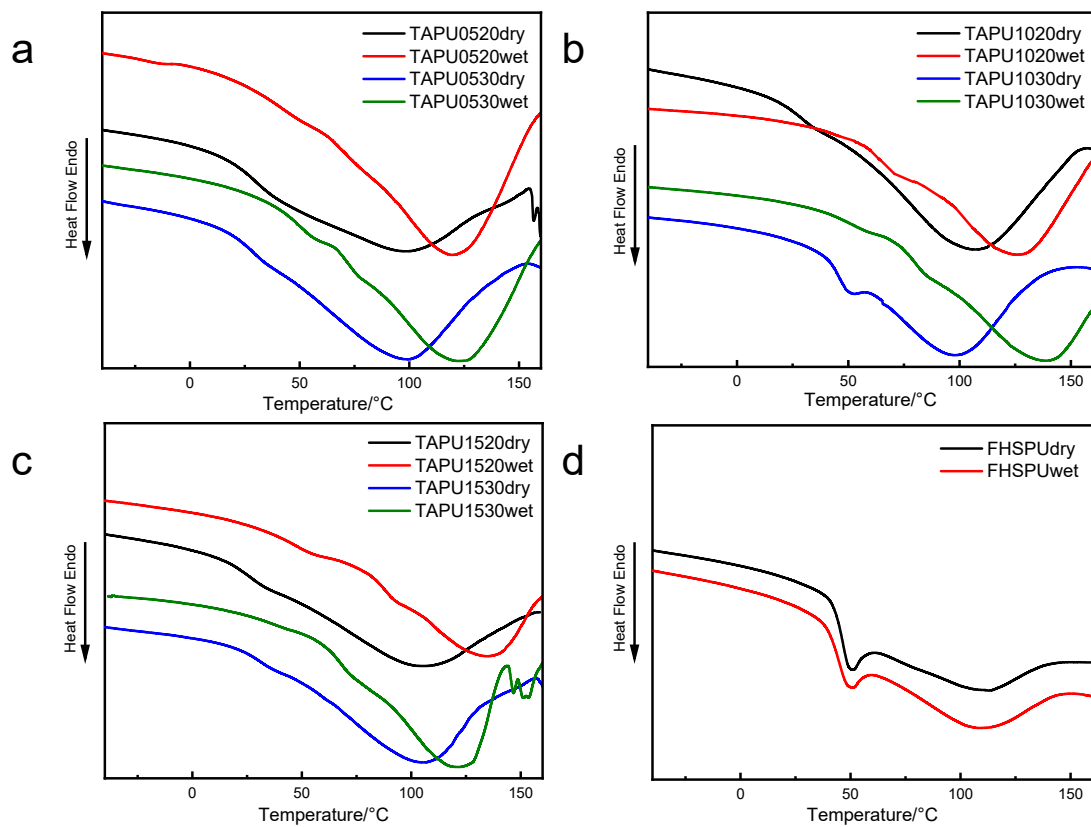 a
TAPU0520dry
TAPU0520wet
TAPU0530dry
TAPU0530wet
Heat Flow Endo
0
50
100
150
Temperature/°C
b
TAPU1020dry
TAPU1020wet
TAPU1030dry
TAPU1030wet
Heat Flow Endo
0
50
100
150
Temperature/°C
c
TAPU1520dry
TAPU1520wet
TAPU1530dry
TAPU1530wet
Heat Flow Endo
0
50
100
150
Temperature/°C
d
FHSPUdry
FHSPUwet
Heat Flow Endo
0
50
100
150
Temperature/°C